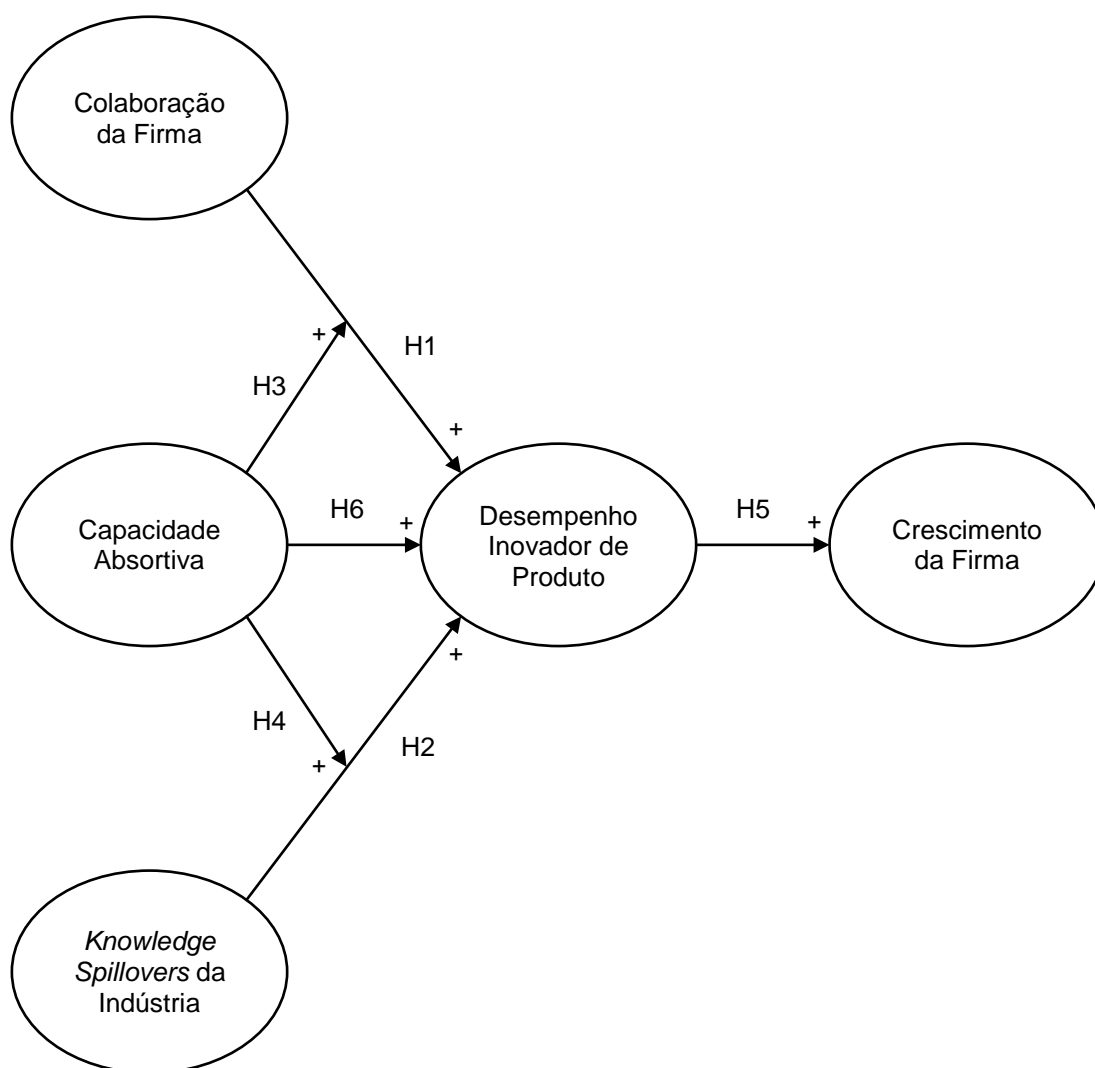 Colaboração
da Firma
+
H1
H3
+
Capacidade
Absortiva
H6
+
Desempenho
Inovador de
Produto
H5
+
Crescimento
da Firma
+
H4
H2
+
Knowledge
Spillovers da
Indústria